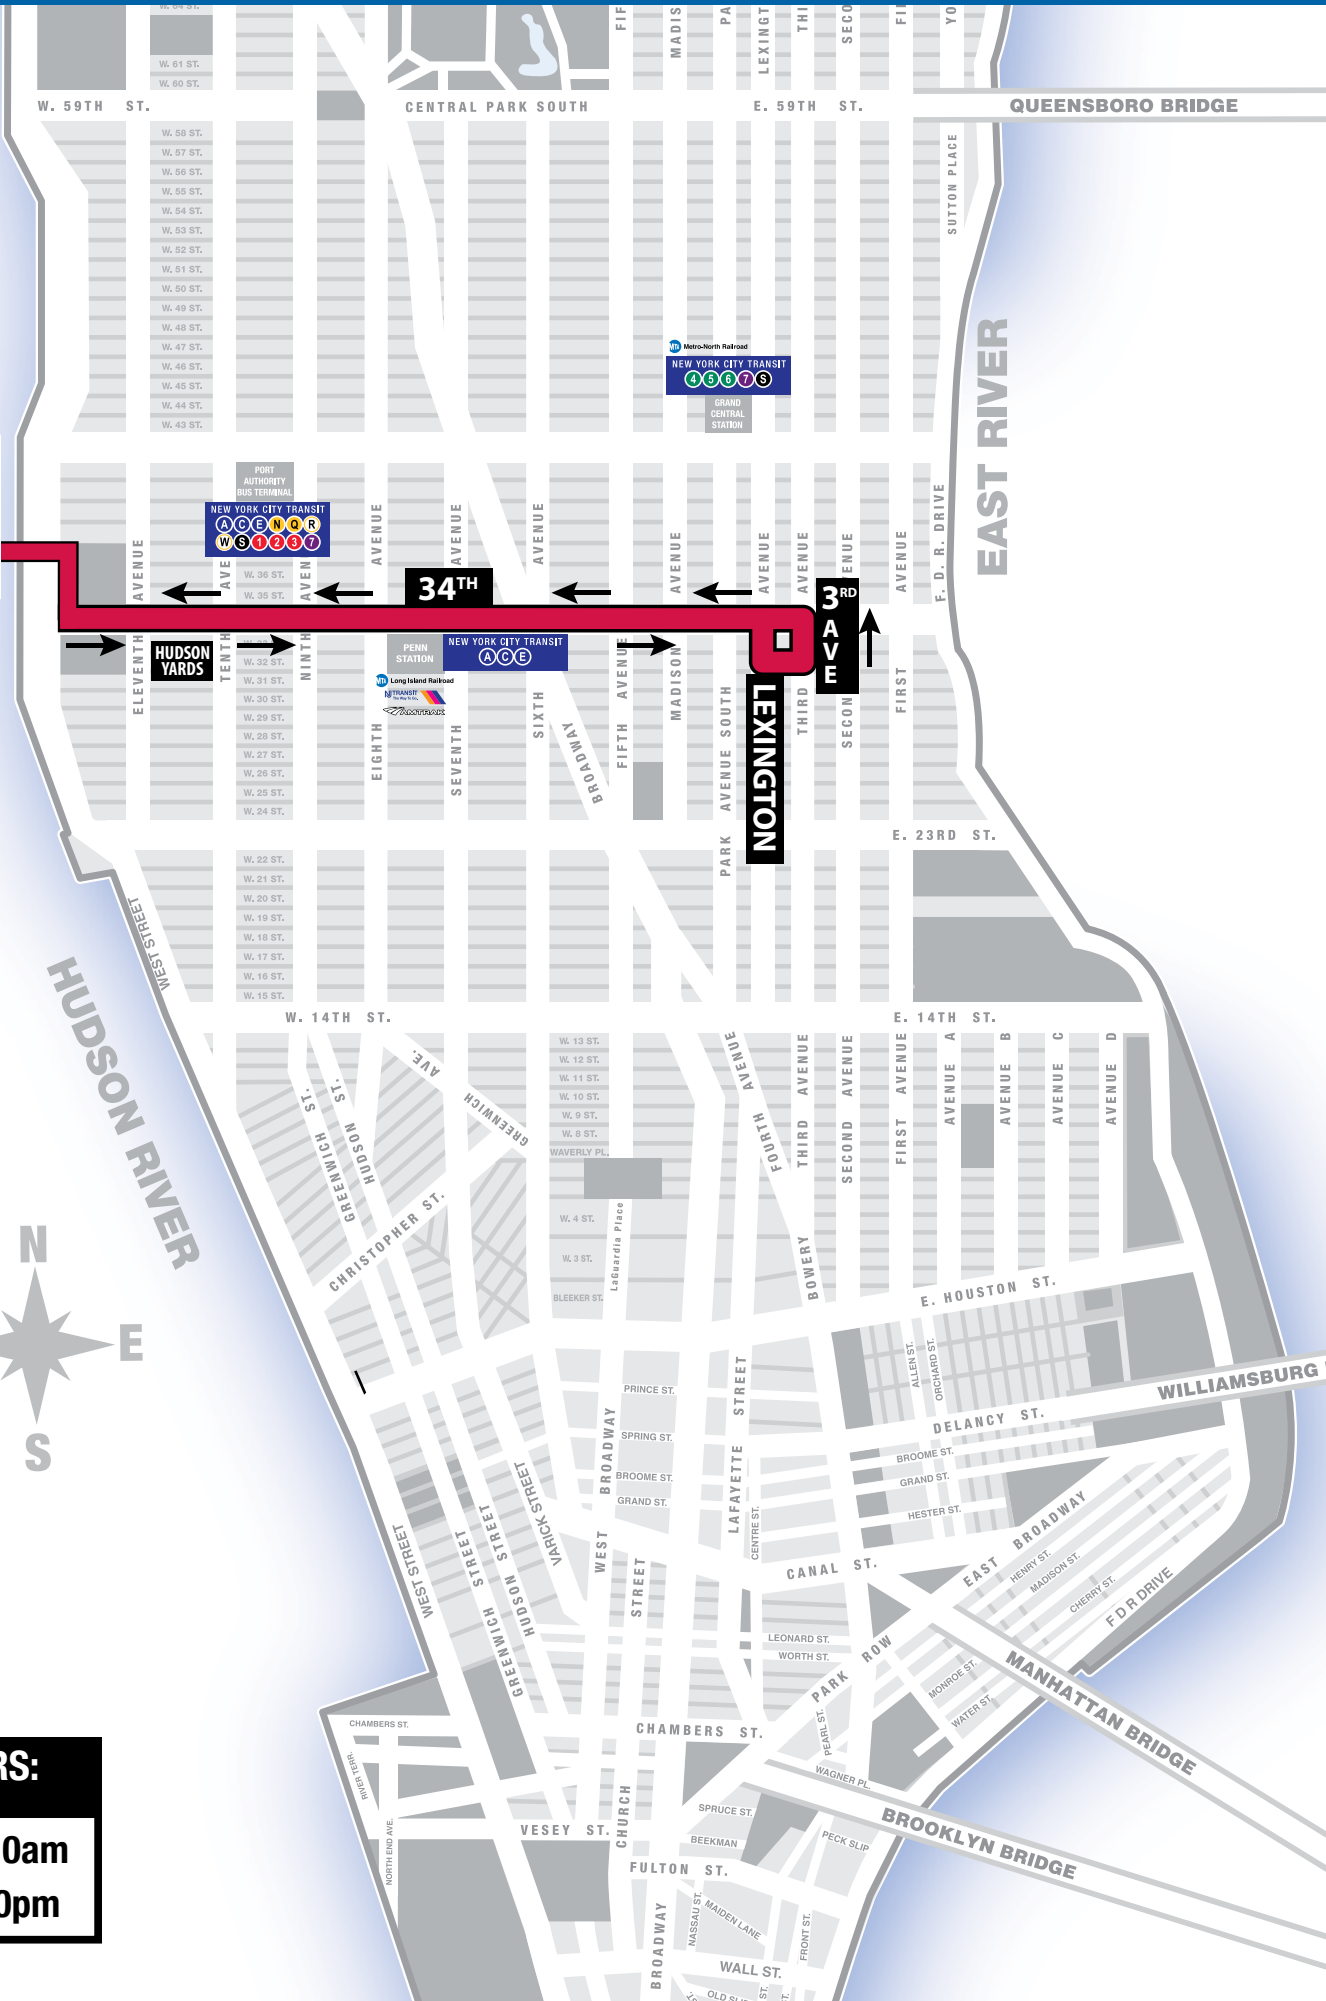 W. 61 ST.
W. 60 ST.
MADIS
LEXINGT
SECO
W. 59TH ST.
CENTRAL PARK SOUTH
E. 59TH ST.
QUEENSBORO BRIDGE
W. 58 ST.
W. 57 ST.
W. 56 ST.
W. 55 ST.
W. 54 ST.
W. 53 ST.
W. 52 ST.
W. 51 ST.
W. 50 ST.
W. 49 ST.
W. 48 ST.
W. 47 ST.
W. 46 ST.
W. 45 ST.
W. 44 ST.
W. 43 ST.
SUTTON PLACE
EAST RIVER
MTA Metro-North Railroad
NEW YORK CITY TRANSIT
4 5 6 7 S
GRAND
CENTRAL
STATION
PORT
AUTHORITY
BUS TERMINAL
NEW YORK CITY TRANSIT
A C E N Q R
W S 1 2 3 7
W. 36 ST.
W. 35 ST.
34TH
3RD
AVE
F. D. R. DRIVE
HUDSON
YARDS
PENN
STATION
NEW YORK CITY TRANSIT
A C E
MTA Long Island Railroad
NJ TRANSIT
AMTRAK
LEXINGTON
ELEVENTH AVENUE
TENTH AVE
NINTH AVEN
EIGHTH AVENUE
SEVENTH AVENUE
SIXTH AVENUE
BROADWAY
FIFTH AVENUE
MADISON AVENUE
PARK AVENUE SOUTH
AVENUE
THIRD AVENUE
SECON
FIRST AVENUE
W. 32 ST.
W. 31 ST.
W. 30 ST.
W. 29 ST.
W. 28 ST.
W. 27 ST.
W. 26 ST.
W. 25 ST.
W. 24 ST.
E. 23RD ST.
W. 22 ST.
W. 21 ST.
W. 20 ST.
W. 19 ST.
W. 18 ST.
W. 17 ST.
W. 16 ST.
W. 15 ST.
WEST STREET
HUDSON RIVER
W. 14TH ST.
E. 14TH ST.
W. 13 ST.
W. 12 ST.
W. 11 ST.
W. 10 ST.
W. 9 ST.
W. 8 ST.
WAVERLY PL.
W. 4 ST.
W. 3 ST.
BLEEKER ST.
LaGuardia Place
GREENWICH AVE.
GREENWICH ST.
HUDSON ST.
CHRISTOPHER ST.
FOURTH AVENUE
THIRD AVENUE
SECOND AVENUE
FIRST AVENUE
AVENUE A
AVENUE B
AVENUE C
AVENUE D
BOWERY
E. HOUSTON ST.
N
E
S
ALLEN ST.
ORCHARD ST.
WILLIAMSBURG
DELANCY ST.
BROOME ST.
GRAND ST.
HESTER ST.
PRINCE ST.
SPRING ST.
BROOME ST.
GRAND ST.
WEST BROADWAY
LAFAYETTE STREET
CENTRE ST.
VARICK STREET
HUDSON STREET
GREENWICH STREET
WEST STREET
CANAL ST.
EAST BROADWAY
HENRY ST.
MADISON ST.
CHERRY ST.
F D R DRIVE
LEONARD ST.
WORTH ST.
PARK ROW
MONROE ST.
WATER ST.
MANHATTAN BRIDGE
CHAMBERS ST.
CHAMBERS ST.
PEARL ST.
WAGNER PL.
RIVER TERR.
NORTH END AVE.
CHURCH STREET
VESEY ST.
SPRUCE ST.
BEEKMAN
PECK SLIP
BROOKLYN BRIDGE
FULTON ST.
BROADWAY
NASSAU ST.
MAIDEN LANE
FRONT ST.
WALL ST.
RS:
0am
0pm